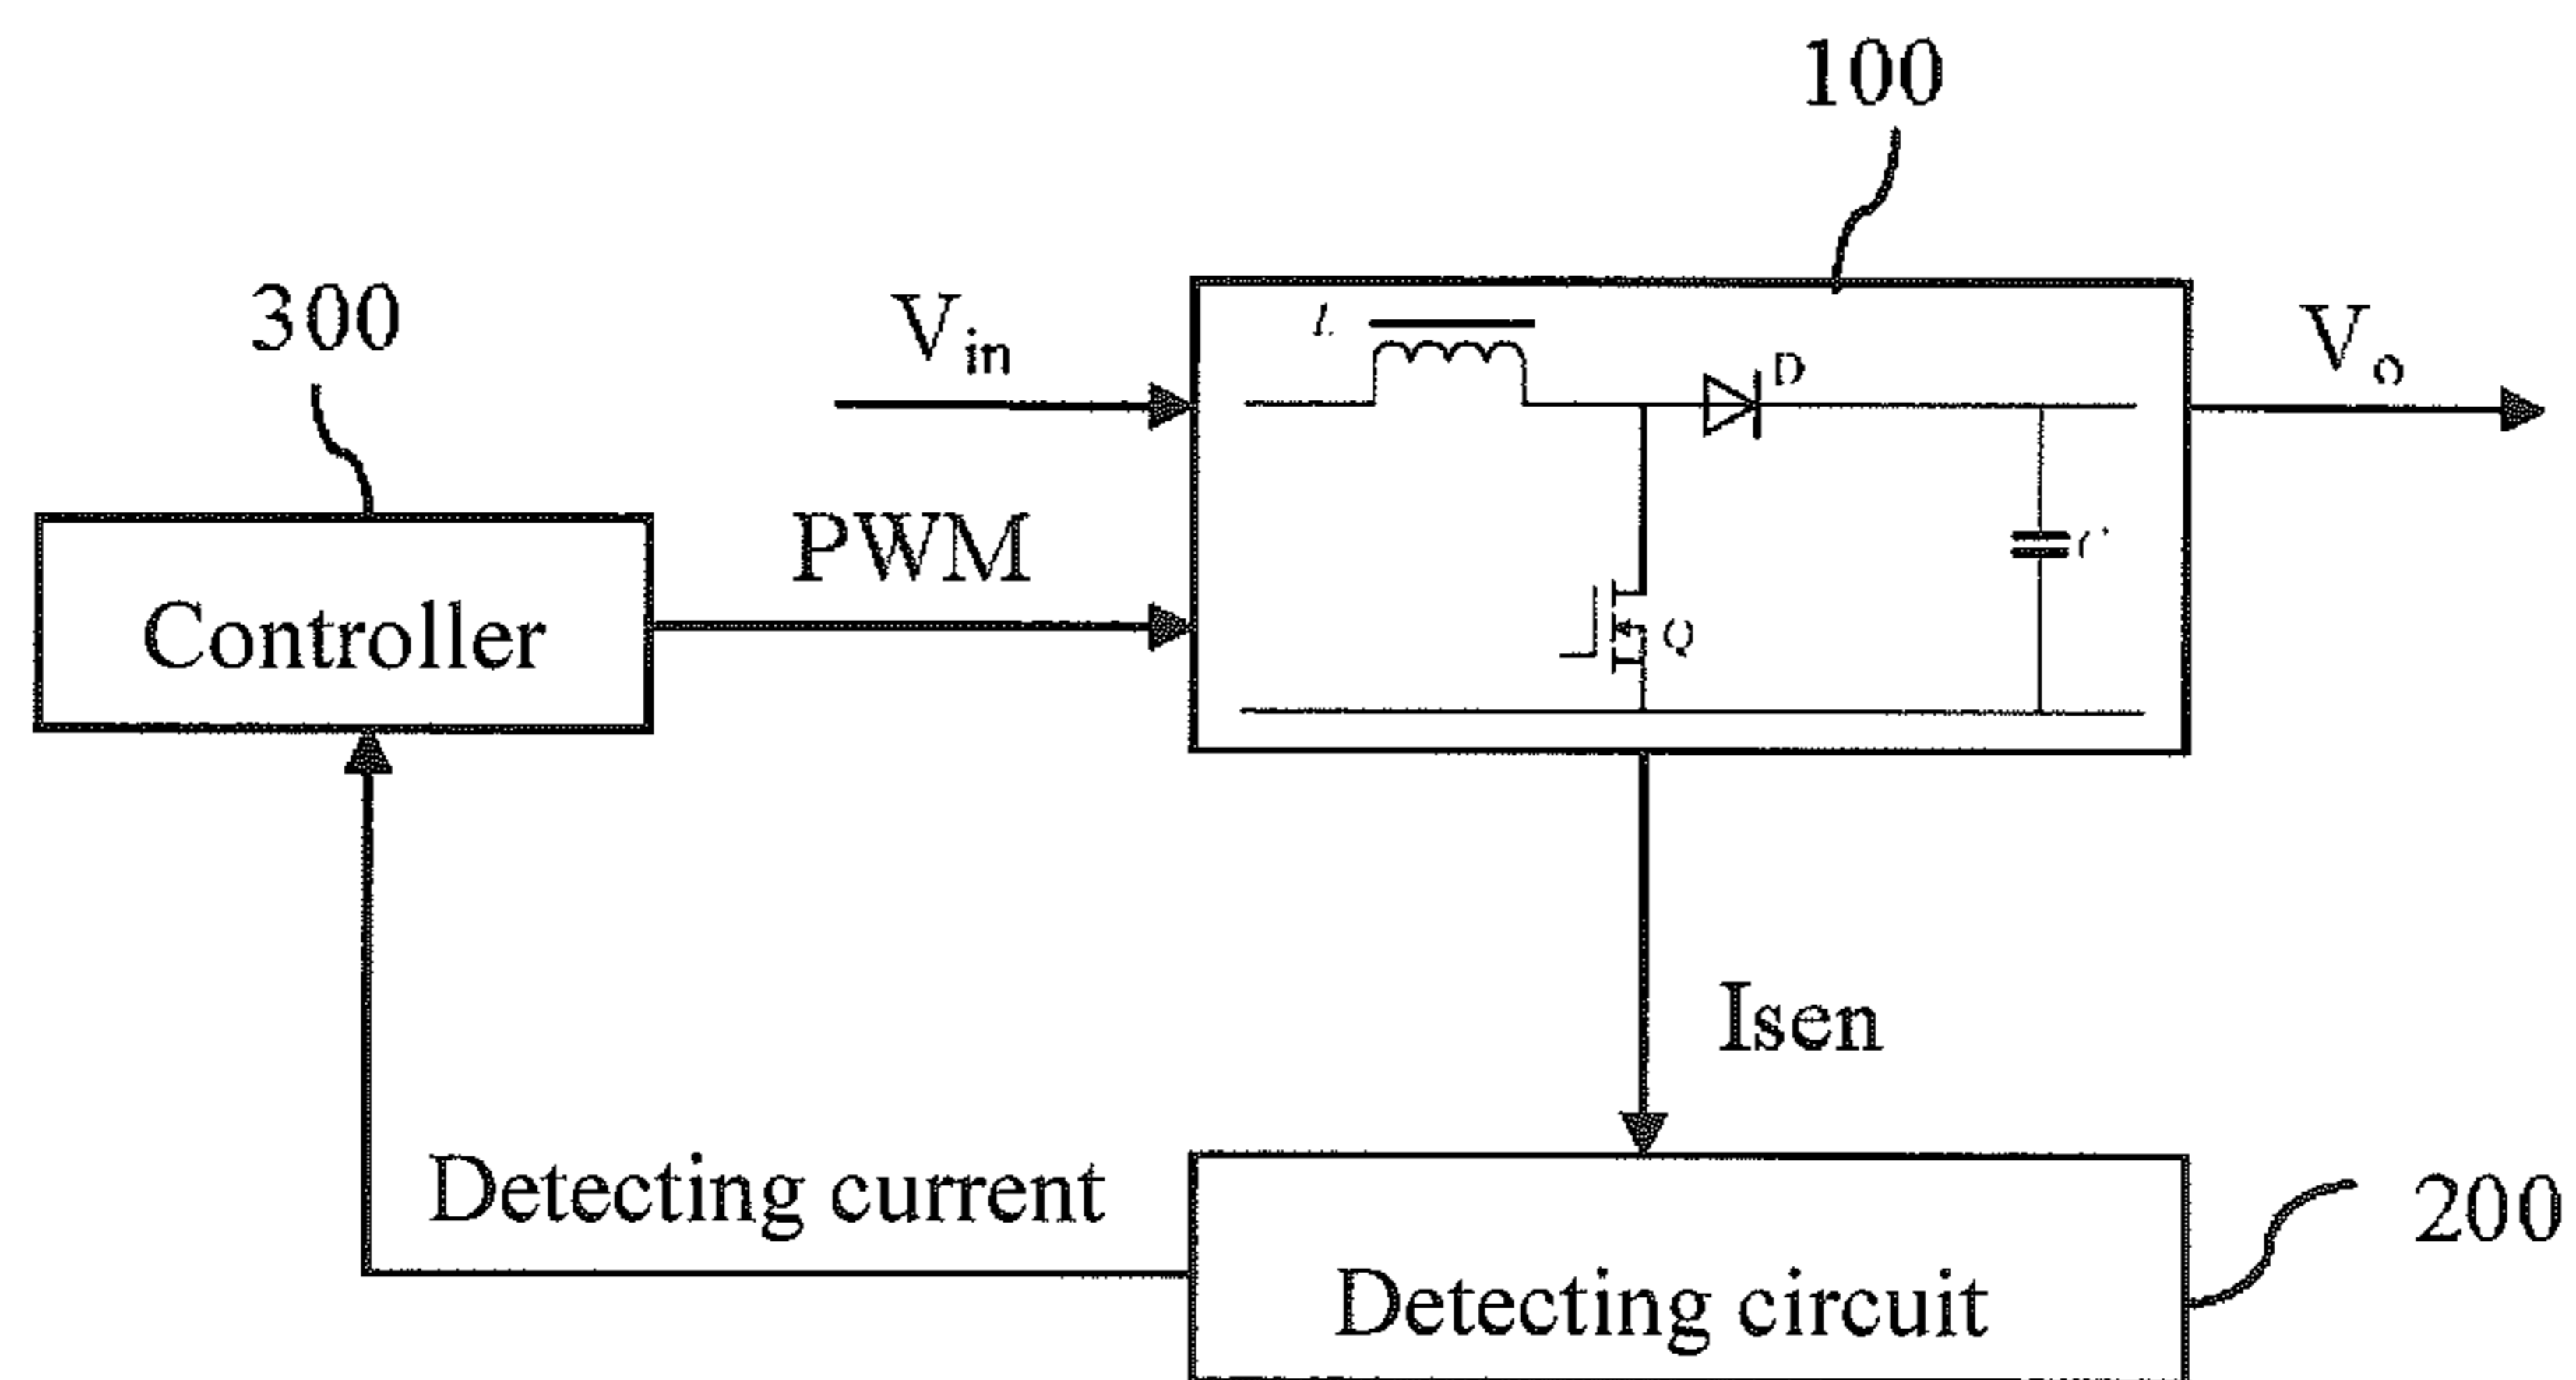 100
300
Vin
L
D
Vo
PWM
C
Controller
Q
Isen
Detecting current
200
Detecting circuit